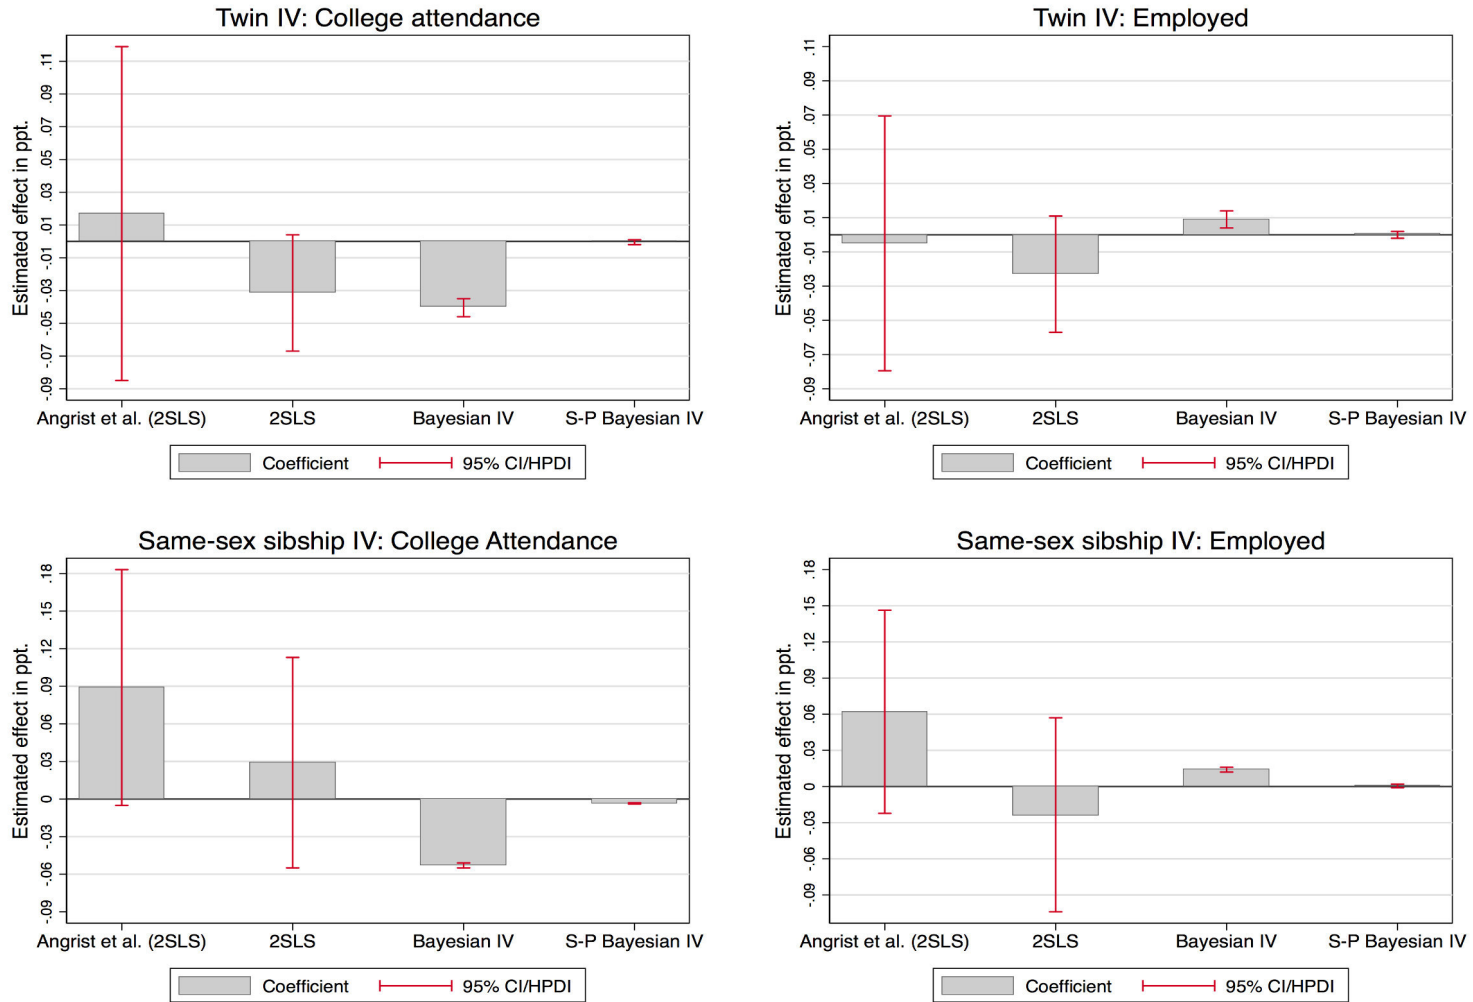 Twin IV: College attendance
Estimated effect in ppt.
.11
.09
.07
.05
.03
.01
-.01
-.03
-.05
-.07
-.09
Angrist et al. (2SLS) 2SLS Bayesian IV S-P Bayesian IV
Coefficient 95% CI/HPDI
Twin IV: Employed
Estimated effect in ppt.
.11
.09
.07
.05
.03
.01
-.01
-.03
-.05
-.07
-.09
Angrist et al. (2SLS) 2SLS Bayesian IV S-P Bayesian IV
Coefficient 95% CI/HPDI
Same-sex sibship IV: College Attendance
Estimated effect in ppt.
.18
.15
.12
.09
.06
.03
0
-.03
-.06
-.09
Angrist et al. (2SLS) 2SLS Bayesian IV S-P Bayesian IV
Coefficient 95% CI/HPDI
Same-sex sibship IV: Employed
Estimated effect in ppt.
.18
.15
.12
.09
.06
.03
0
-.03
-.06
-.09
Angrist et al. (2SLS) 2SLS Bayesian IV S-P Bayesian IV
Coefficient 95% CI/HPDI